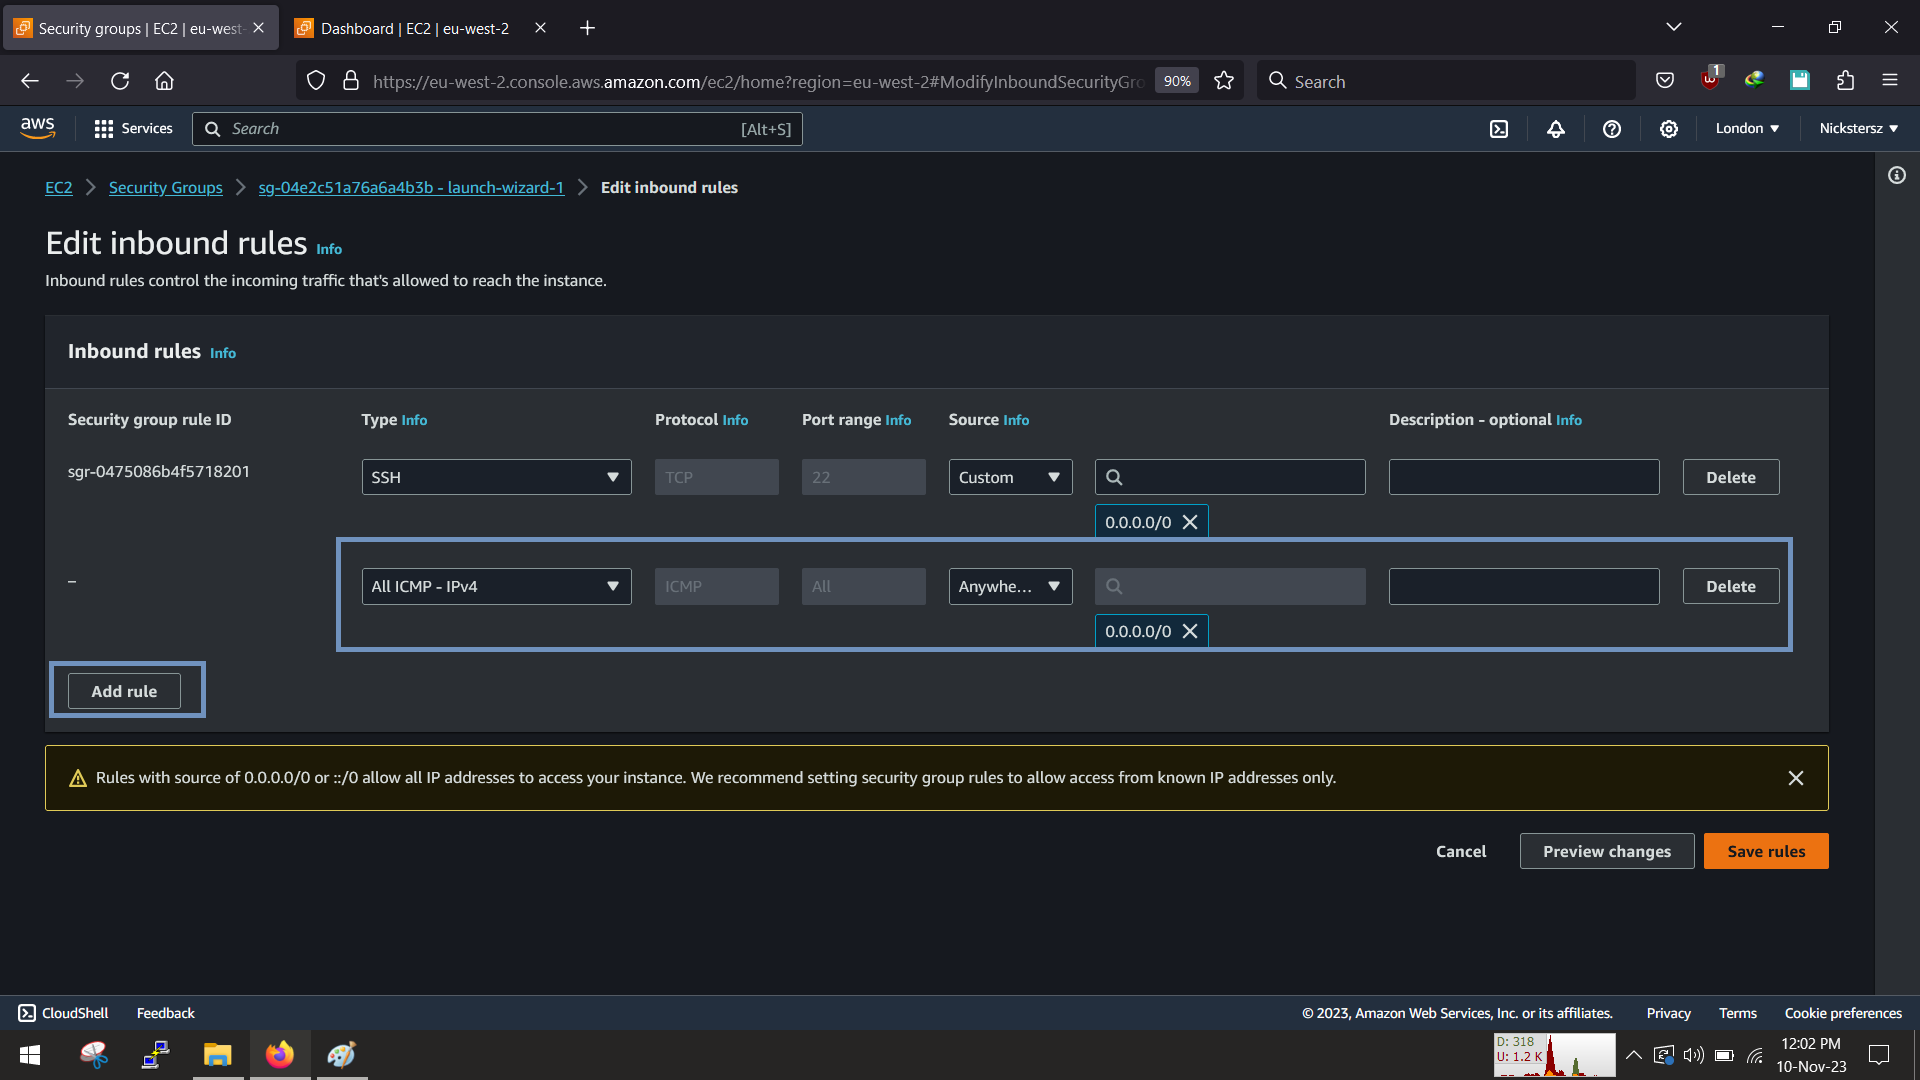 Security groups | EC2 | eu-west-
Dashboard | EC2 | eu-west-2
https://eu-west-2.console.aws.amazon.com/ec2/home?region=eu-west-2#ModifyInboundSecurityGro
90%
Search
1
aws
Services
Search
[Alt+S]
London
Nickstersz
EC2 > Security Groups > sg-04e2c51a76a6a4b3b - launch-wizard-1 > Edit inbound rules
Edit inbound rules Info
Inbound rules control the incoming traffic that's allowed to reach the instance.
Inbound rules Info
Security group rule ID Type Info Protocol Info Port range Info Source Info Description - optional Info
sgr-0475086b4f5718201 SSH TCP 22 Custom Delete
0.0.0.0/0
– All ICMP - IPv4 ICMP All Anywhe... Delete
0.0.0.0/0
Add rule
Rules with source of 0.0.0.0/0 or ::/0 allow all IP addresses to access your instance. We recommend setting security group rules to allow access from known IP addresses only.
Cancel Preview changes Save rules
CloudShell Feedback © 2023, Amazon Web Services, Inc. or its affiliates. Privacy Terms Cookie preferences
D: 318
U: 1.2 K
12:02 PM
10-Nov-23